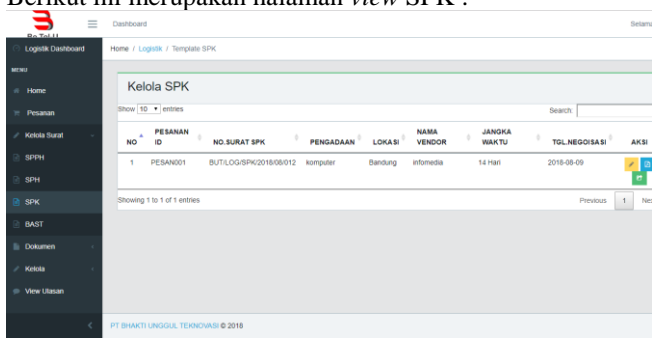 Berikut ini merupakan halaman view SPK :
Be Tel-U
Dashboard
Selama
Logistik Dashboard
Home / Logistik / Template SPK
MENU
Home
Pesanan
Kelola Surat
SPPH
SPH
SPK
BAST
Dokumen
Kelola
View Ulasan
Kelola SPK
Show 10 entries
Search:
NO PESANAN ID NO.SURAT SPK PENGADAAN LOKASI NAMA VENDOR JANGKA WAKTU TGL.NEGOISASI AKSI
1 PESAN001 BUT/LOG/SPK/2018/08/012 komputer Bandung infomedia 14 Hari 2018-08-09
Showing 1 to 1 of 1 entries
Previous 1 Nex
PT BHAKTI UNGGUL TEKNOVASI © 2018